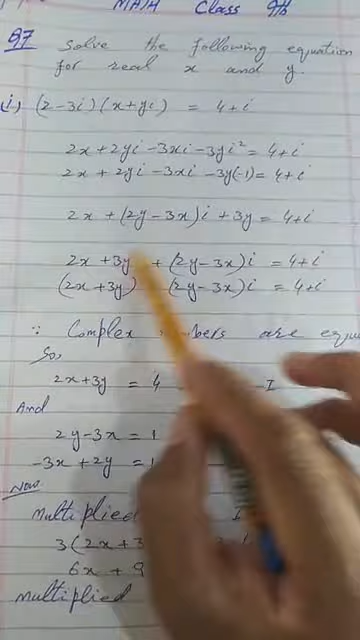 MATH Class 9th
Q7 Solve the following equation
for real x and y.
(i) (2-3i)(x+yi) = 4+i
2x+2yi-3xi-3yi²=4+i
2x+2yi-3xi-3y(-1)=4+i
2x+(2y-3x)i+3y=4+i
2x+3y+(2y-3x)i=4+i
(2x+3y) (2y-3x)i=4+i
∵ Complex numbers are
So,
2x+3y = 4 I
And
2y-3x = 1
-3x+2y = 1
Now
Multiplied I
3(2x+3
6x + 9
Multiplied